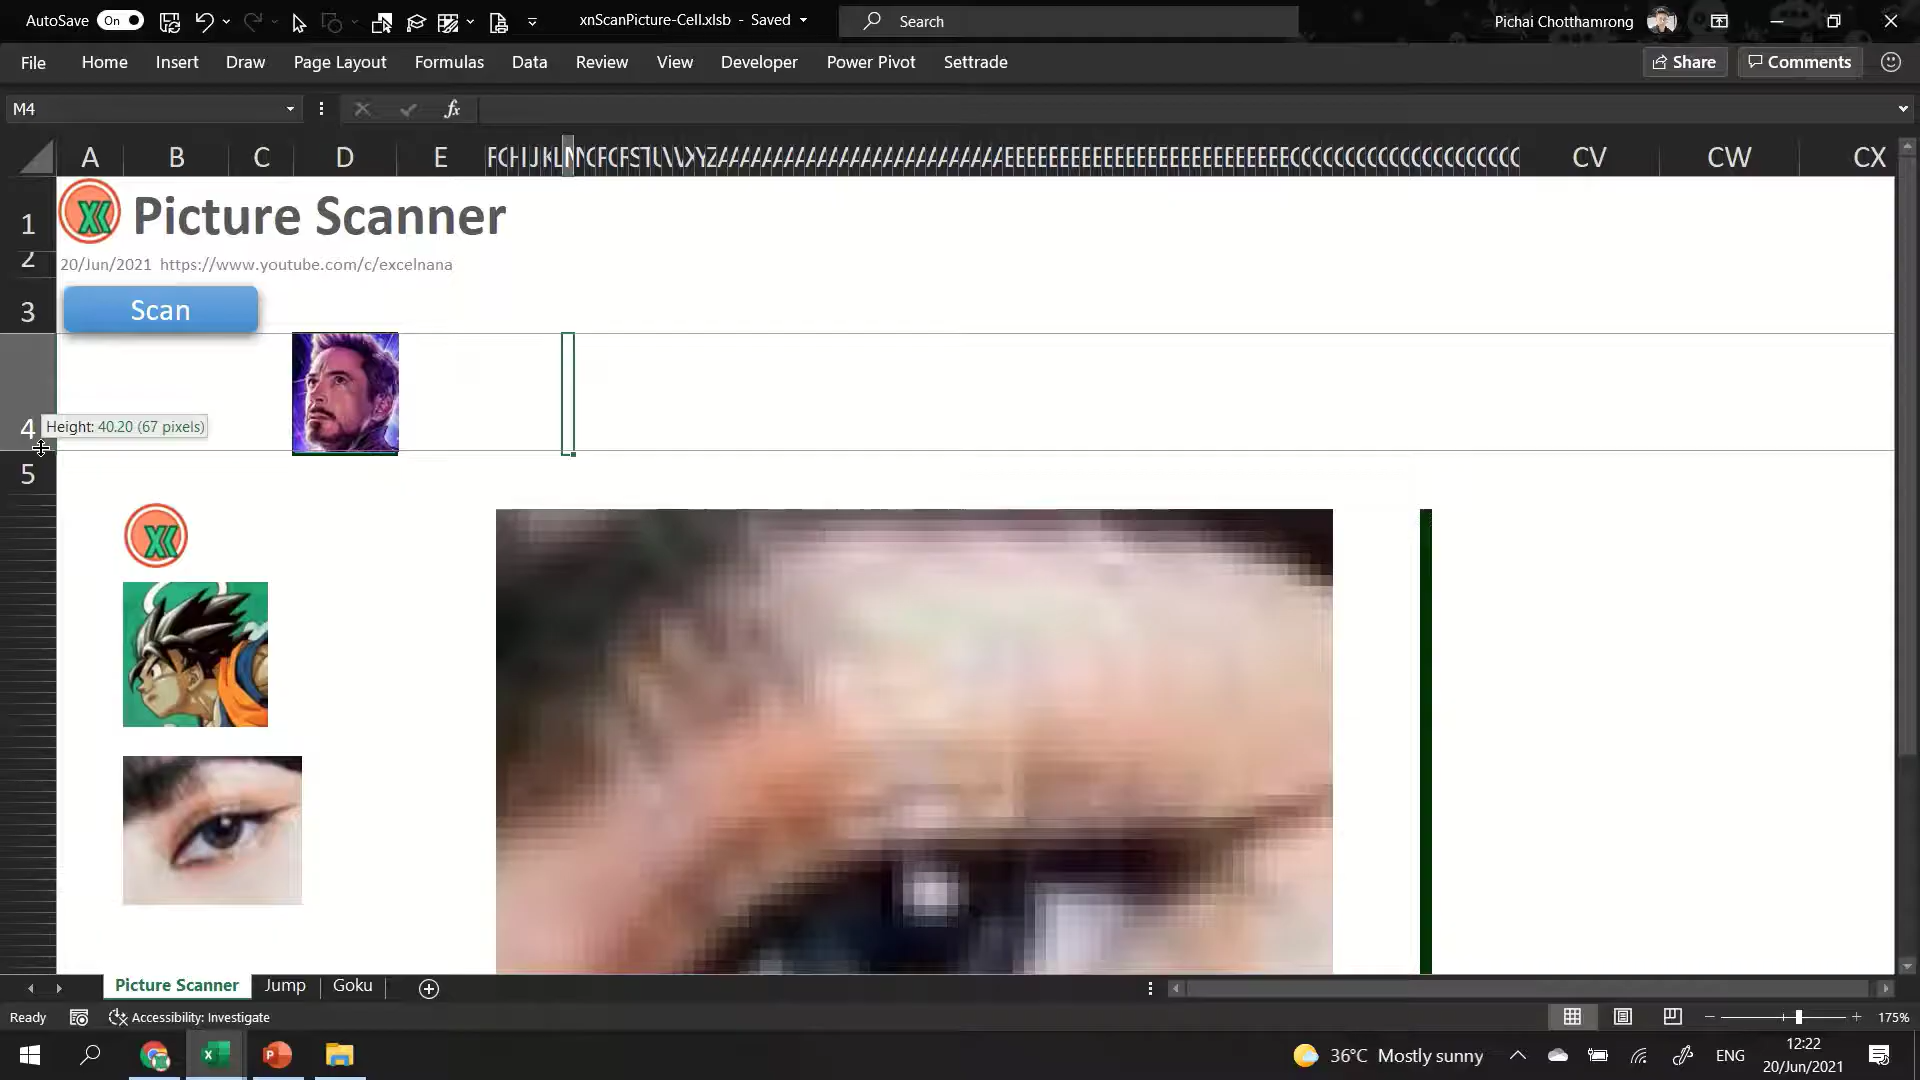 AutoSave On xnScanPicture-Cell.xlsb - Saved Search Pichai Chotthamrong
File Home Insert Draw Page Layout Formulas Data Review View Developer Power Pivot Settrade Share Comments
M4 fx
A B C D E CV CW CX
1 Picture Scanner
2 20/Jun/2021 https://www.youtube.com/c/excelnana
3 Scan
4 Height: 40.20 (67 pixels)
5
Picture Scanner Jump Goku
Ready Accessibility: Investigate 175%
36°C Mostly sunny ENG 12:22
20/Jun/2021